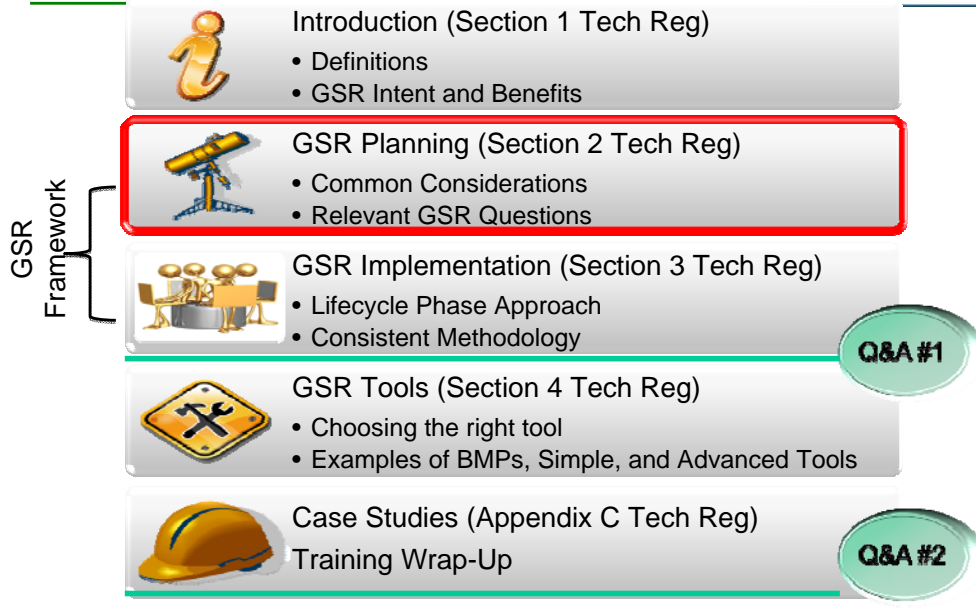 Introduction (Section 1 Tech Reg)
• Definitions
• GSR Intent and Benefits
GSR Planning (Section 2 Tech Reg)
• Common Considerations
• Relevant GSR Questions
GSR
Framework
GSR Implementation (Section 3 Tech Reg)
• Lifecycle Phase Approach
• Consistent Methodology
Q&A #1
GSR Tools (Section 4 Tech Reg)
• Choosing the right tool
• Examples of BMPs, Simple, and Advanced Tools
Case Studies (Appendix C Tech Reg)
Training Wrap-Up
Q&A #2